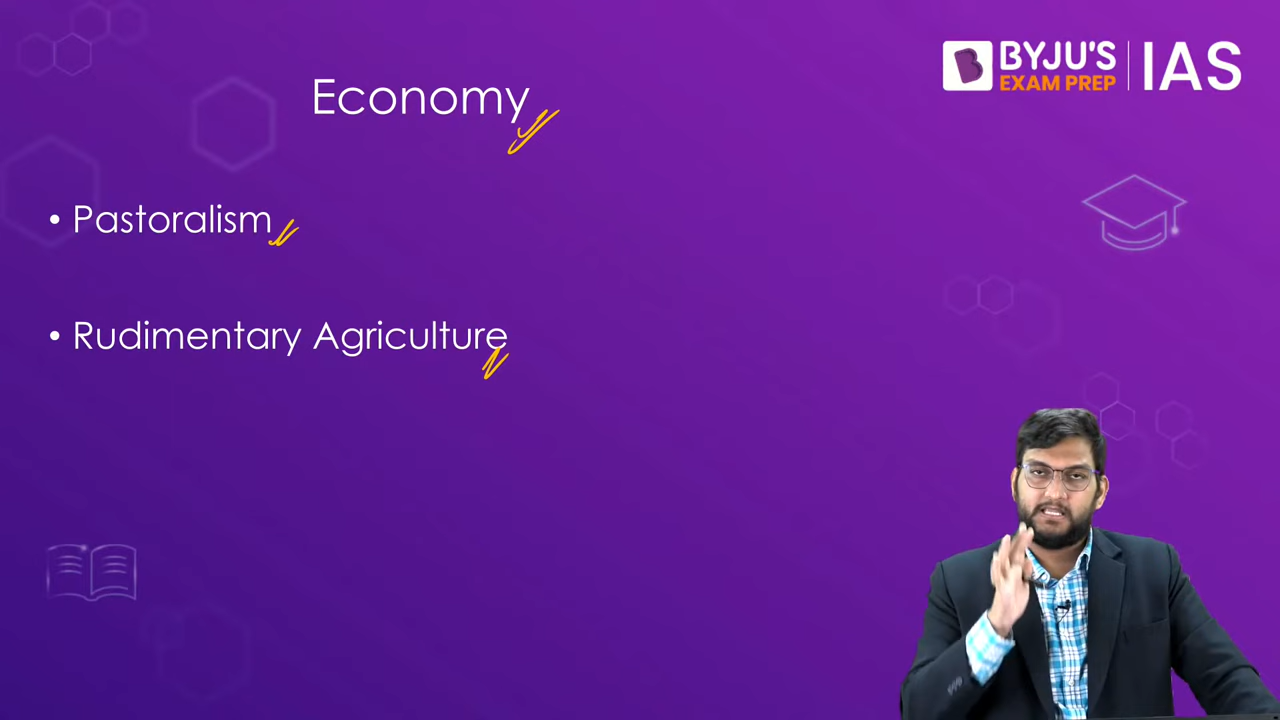 Economy
BYJU'S
EXAM PREP
IAS
• Pastoralism
• Rudimentary Agriculture